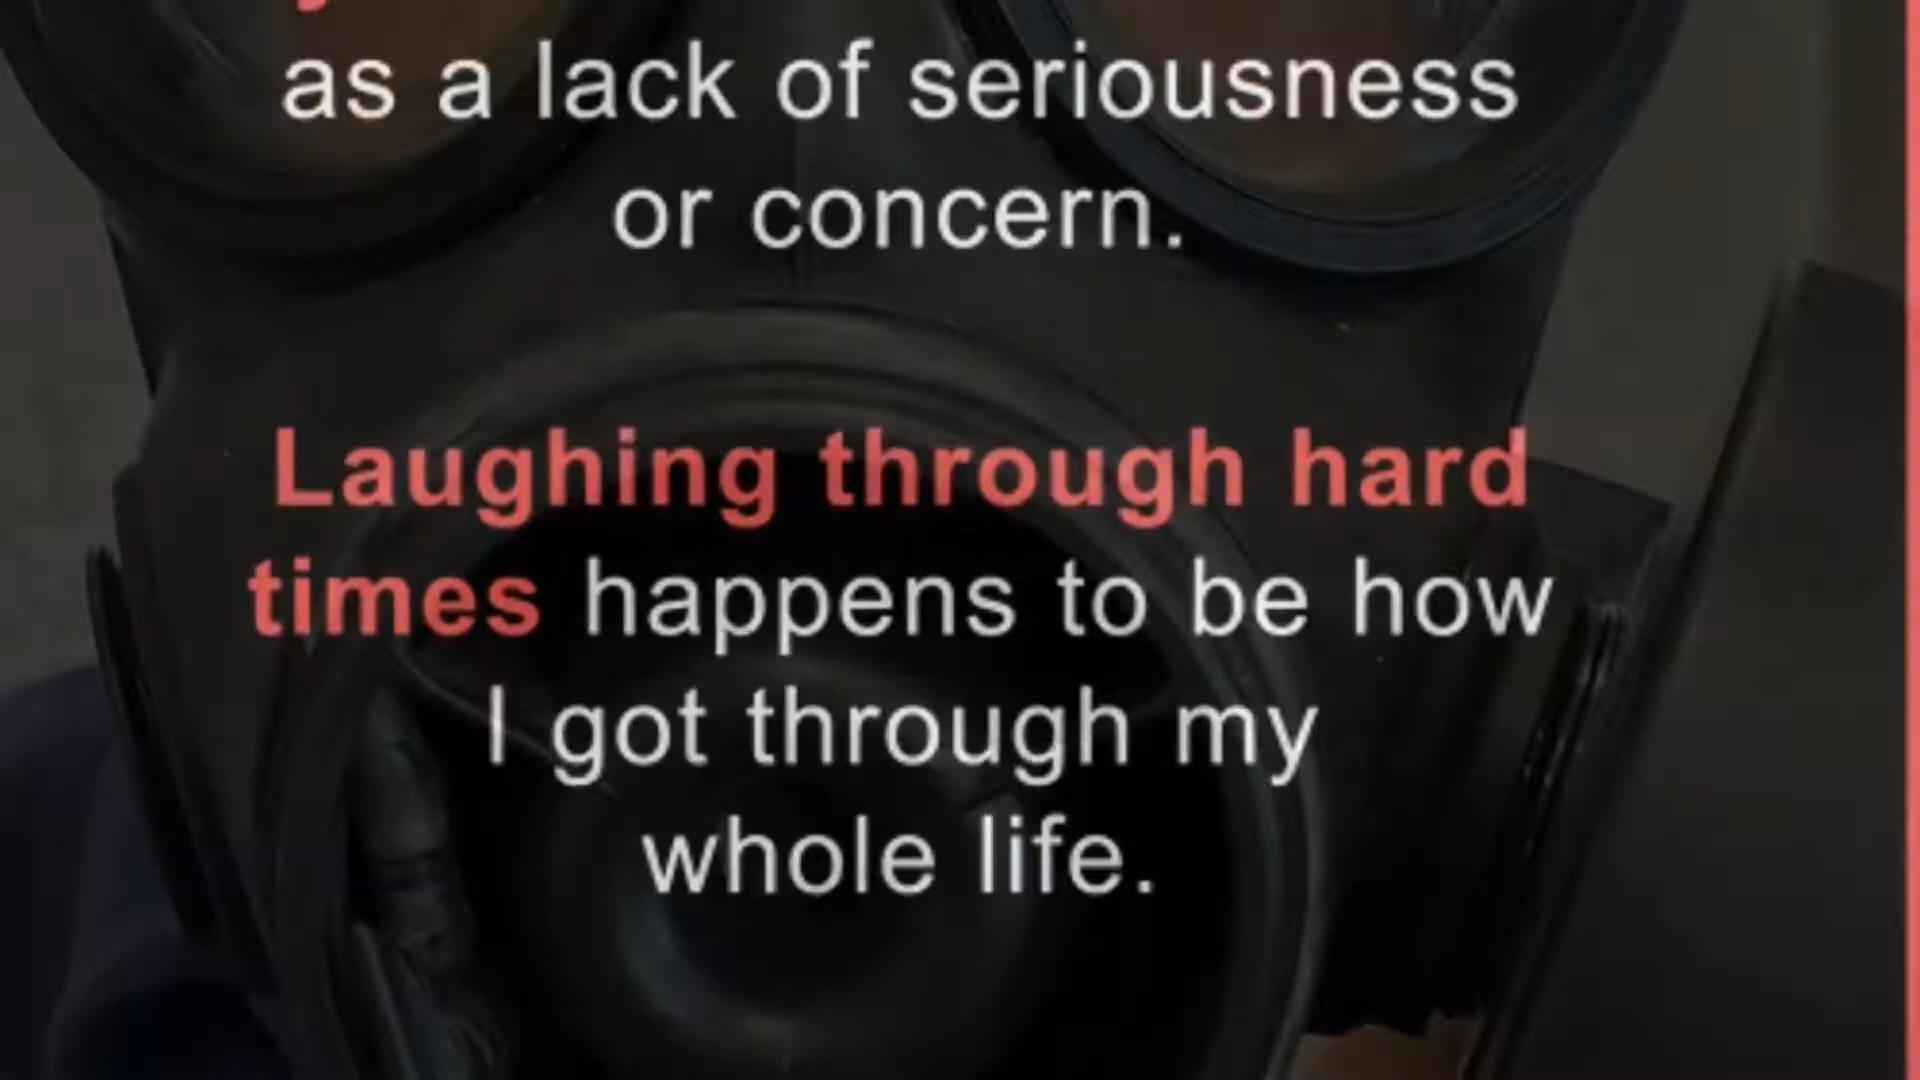 as a lack of seriousness
or concern.
Laughing through hard
times happens to be how
I got through my
whole life.